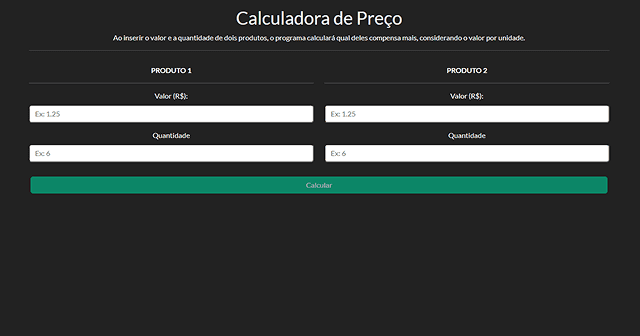 Calculadora de Preço
Ao inserir o valor e a quantidade de dois produtos, o programa calculará qual deles compensa mais, considerando o valor por unidade.
PRODUTO 1
Valor (R$):
Ex: 1.25
Quantidade
Ex: 6
PRODUTO 2
Valor (R$):
Ex: 1.25
Quantidade
Ex: 6
Calcular